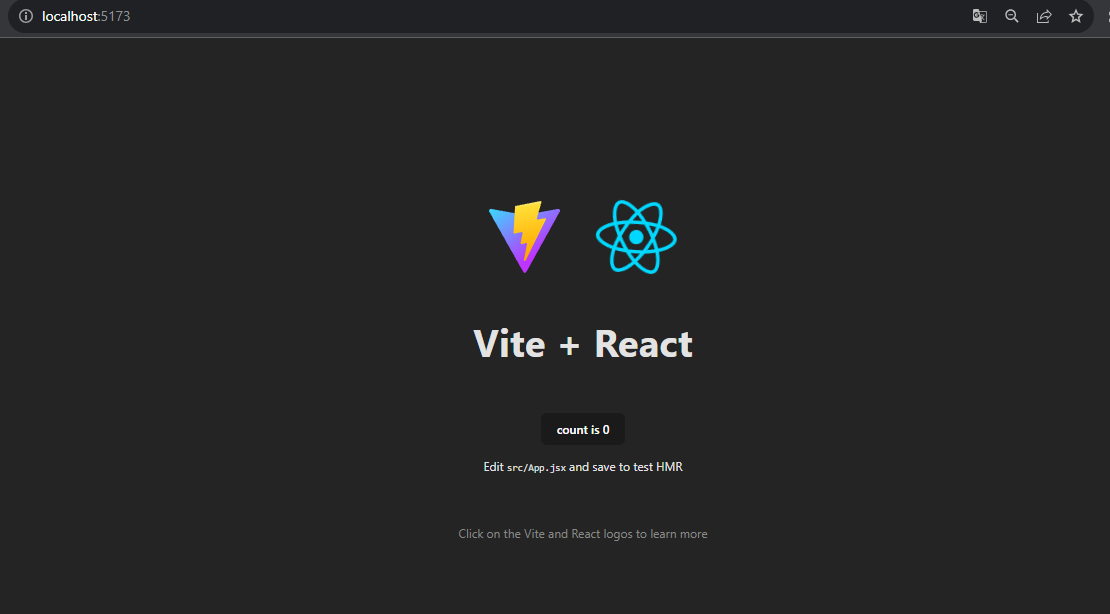 localhost:5173
Vite + React
count is 0
Edit src/App.jsx and save to test HMR
Click on the Vite and React logos to learn more